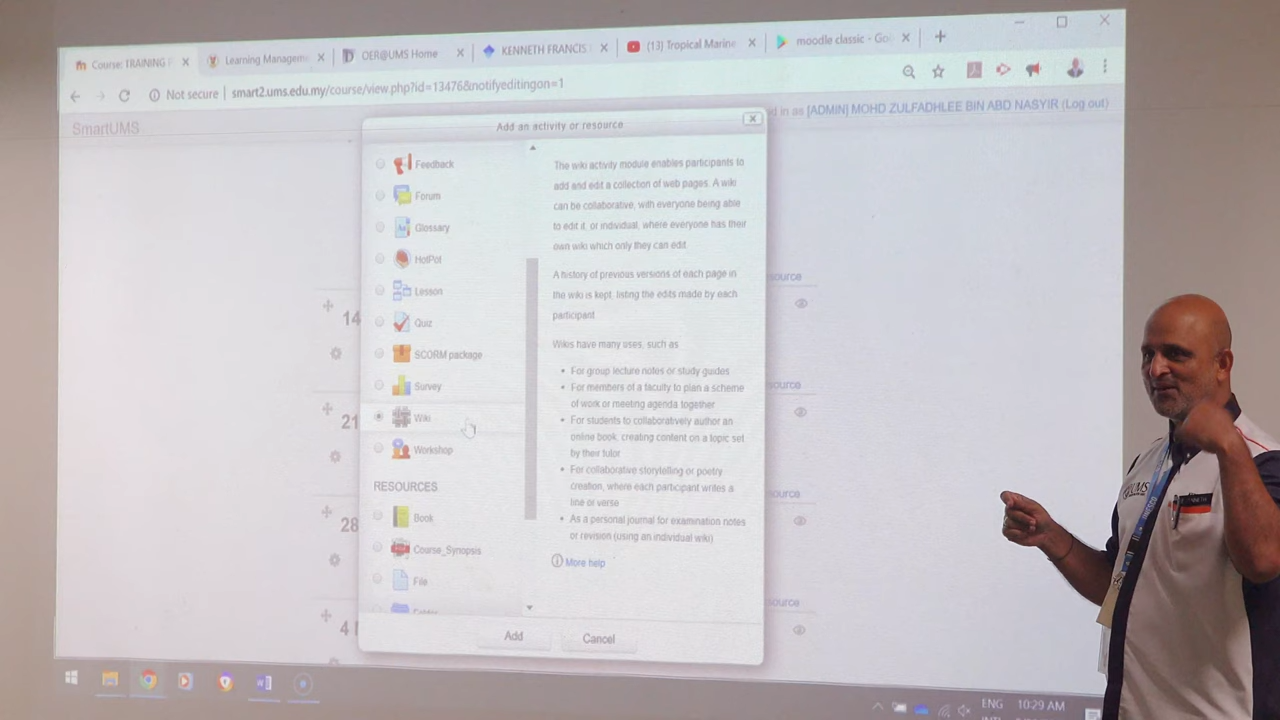 Course: TRAINING
Learning Managem
OER@UMS Home
KENNETH FRANCIS
(13) Tropical Marine
moodle classic - Go
Not secure | smart2.ums.edu.my/course/view.php?id=13476&notifyeditingon=1
SmartUMS
d in as [ADMIN] MOHD ZULFADHLEE BIN ABD NASYIR (Log out)
Add an activity or resource
Feedback
Forum
Glossary
HotPot
Lesson
Quiz
SCORM package
Survey
Wiki
Workshop
RESOURCES
Book
Course_Synopsis
File
The wiki activity module enables participants to
add and edit a collection of web pages. A wiki
can be collaborative, with everyone being able
to edit it, or individual, where everyone has their
own wiki which only they can edit.
A history of previous versions of each page in
the wiki is kept, listing the edits made by each
participant.
Wikis have many uses, such as
• For group lecture notes or study guides
• For members of a faculty to plan a scheme
of work or meeting agenda together
• For students to collaboratively author an
online book, creating content on a topic set
by their tutor
• For collaborative storytelling or poetry
creation, where each participant writes a
line or verse
• As a personal journal for examination notes
or revision (using an individual wiki)
More help
Add
Cancel
14
21
28
4
source
source
source
source
ENG
10:29 AM
UMS